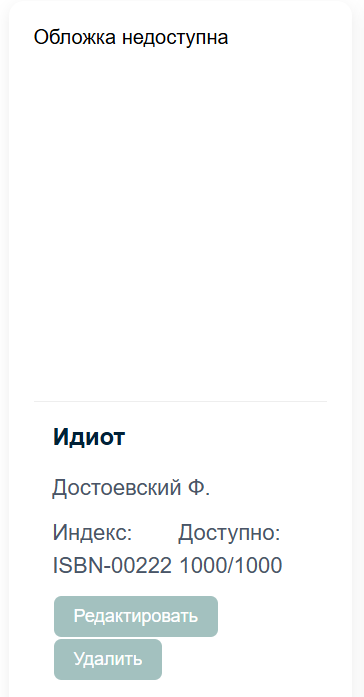 Обложка недоступна
Идиот
Достоевский Ф.
Индекс: Доступно:
ISBN-00222 1000/1000
Редактировать
Удалить